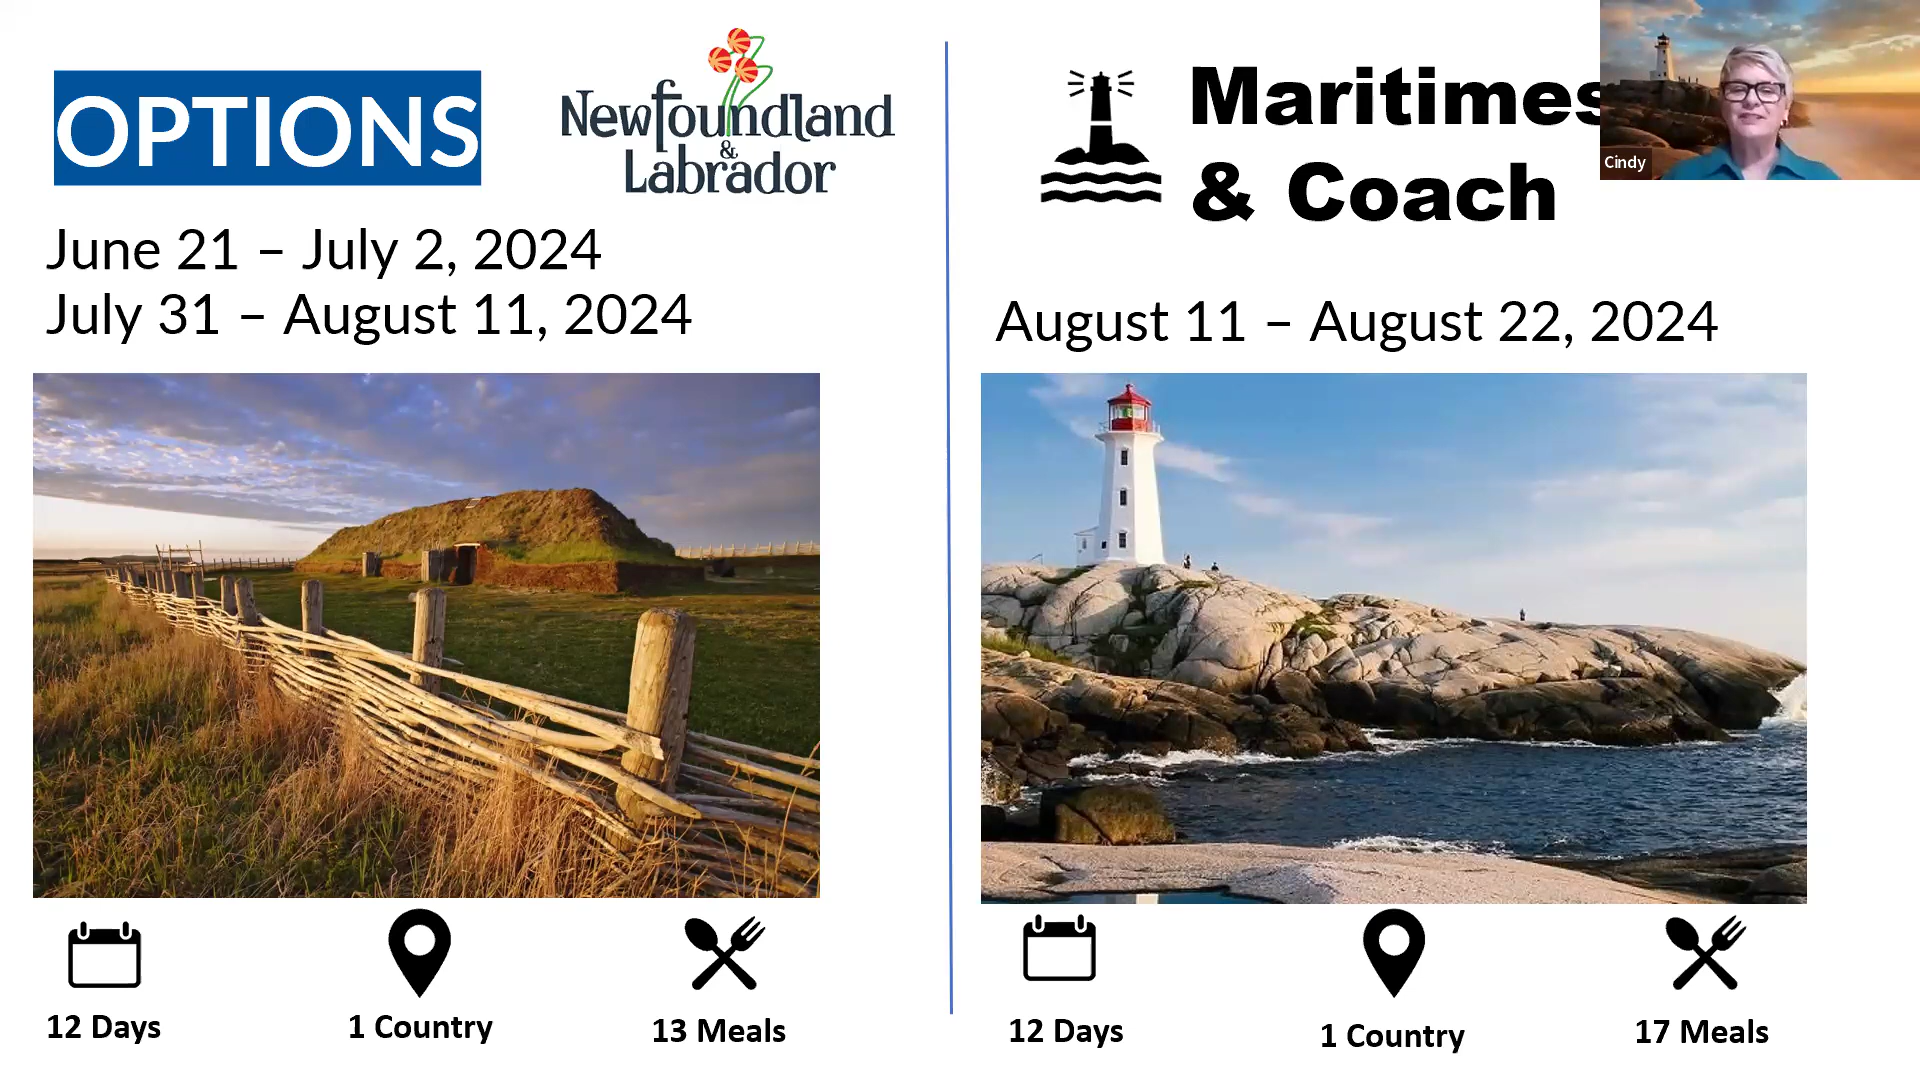 OPTIONS
Newfoundland
&
Labrador
June 21 – July 2, 2024
July 31 – August 11, 2024
12 Days
1 Country
13 Meals
Maritimes
& Coach
Cindy
August 11 – August 22, 2024
12 Days
1 Country
17 Meals